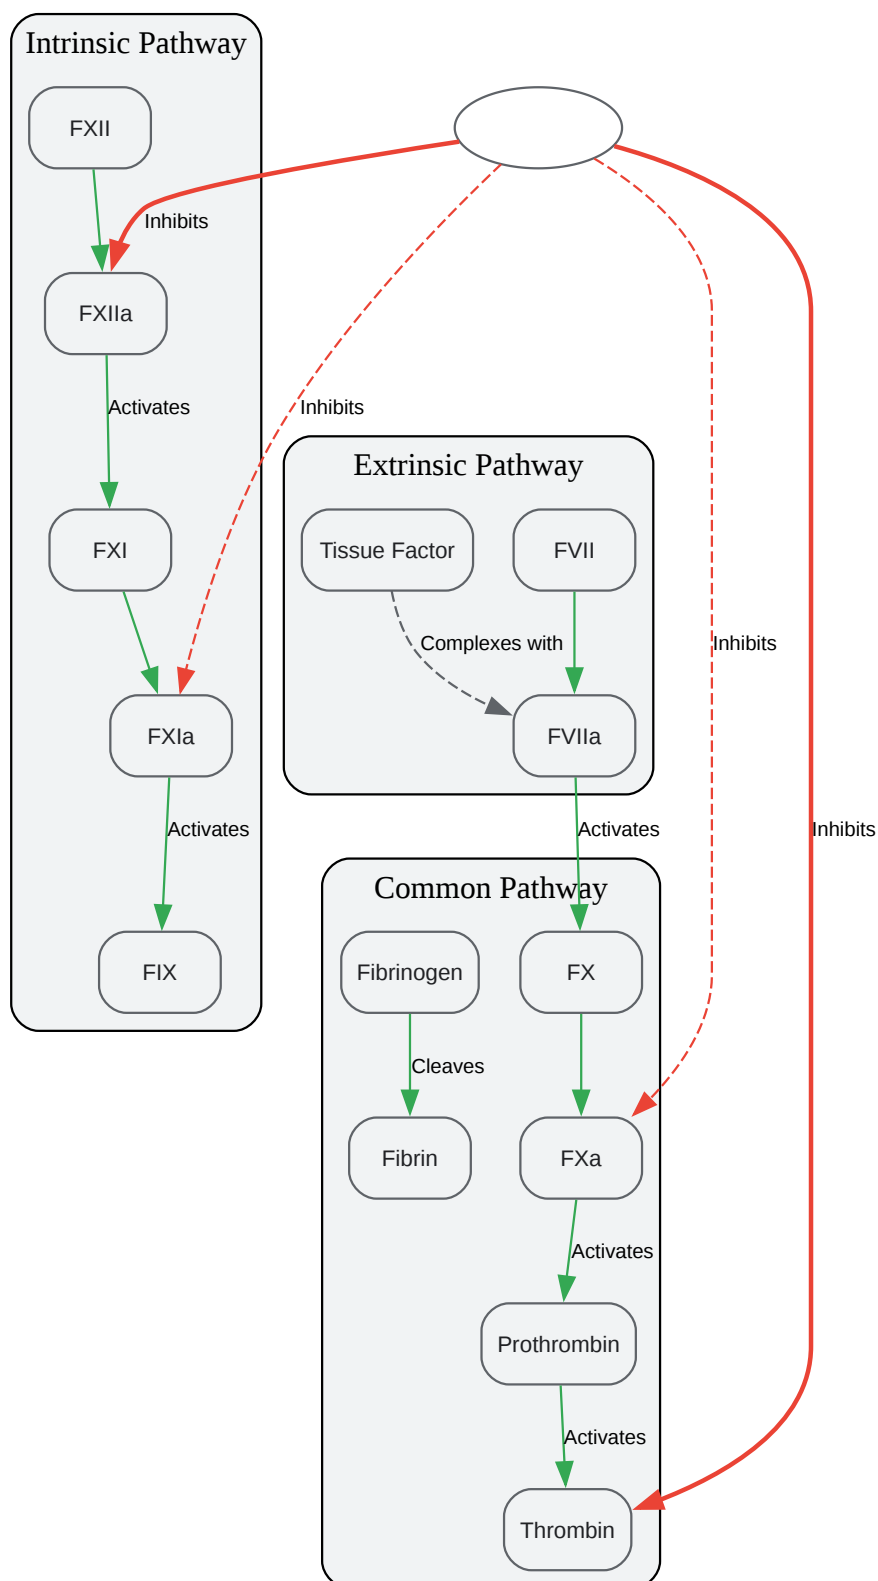 Intrinsic Pathway
FXII
Inhibits
FXIIa
Activates
Inhibits
FXI
FXIa
Activates
FIX
Extrinsic Pathway
Tissue Factor
FVII
Complexes with
FVIIa
Inhibits
Activates
Inhibits
Common Pathway
Fibrinogen
FX
Cleaves
Fibrin
FXa
Activates
Prothrombin
Activates
Thrombin